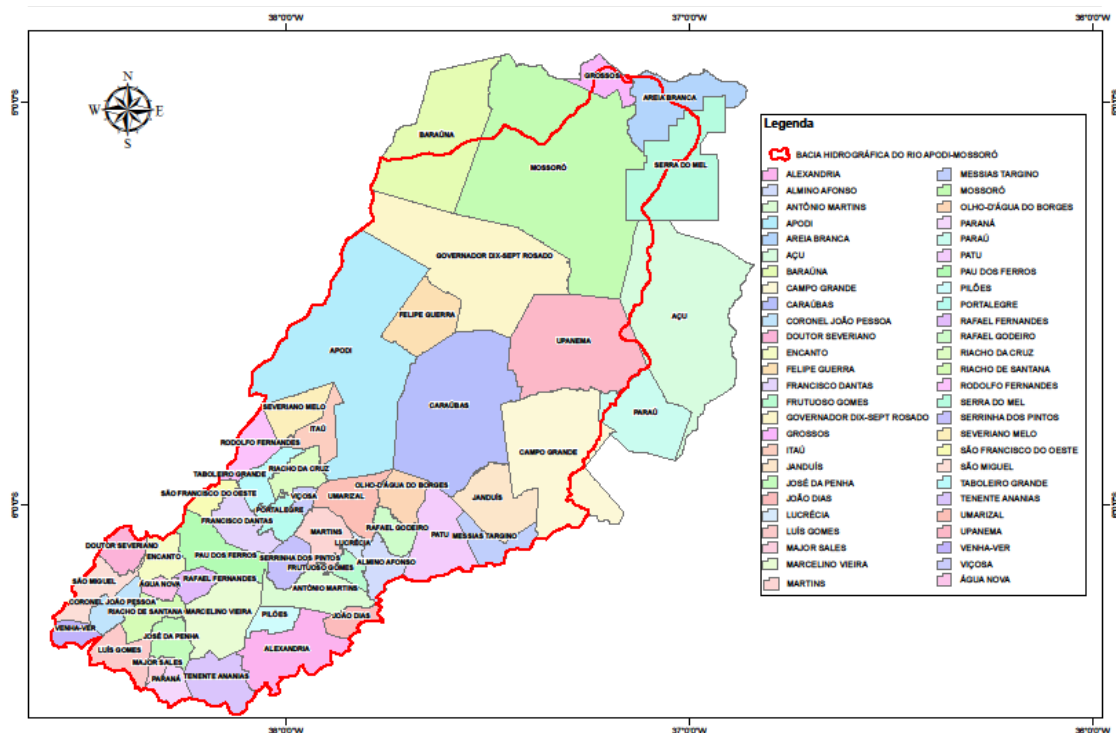 38°0'0"W 37°0'0"W 36°0'0"W
N
W E
S
GROSSOS
AREIA BRANCA
BARAÚNA
SERRA DO MEL
MOSSORÓ
GOVERNADOR DIX-SEPT ROSADO
FELIPE GUERRA
AÇU
UPANEMA
APODI
CARAÚBAS
PARAÚ
SEVERIANO MELO
ITAÚ
RODOLFO FERNANDES
CAMPO GRANDE
RIACHO DA CRUZ
TABOLEIRO GRANDE
OLHO-D'ÁGUA DO BORGES
SÃO FRANCISCO DO OESTE
VIÇOSA
UMARIZAL
JANDUÍS
PORTALEGRE
FRANCISCO DANTAS
RAFAEL GODEIRO
MARTINS
PATU
MESSIAS TARGINO
LUCRÉCIA
DOUTOR SEVERIANO
ENCANTO
PAU DOS FERROS
SERRINHA DOS PINTOS
ALMINO AFONSO
FRUTUOSO GOMES
SÃO MIGUEL
ÁGUA NOVA
RAFAEL FERNANDES
ANTÔNIO MARTINS
CORONEL JOÃO PESSOA
RIACHO DE SANTANA
MARCELINO VIEIRA
PILÕES
JOÃO DIAS
VENHA-VER
JOSÉ DA PENHA
LUÍS GOMES
ALEXANDRIA
MAJOR SALES
PARANÁ
TENENTE ANANIAS
Legenda
BACIA HIDROGRÁFICA DO RIO APODI-MOSSORÓ
ALEXANDRIA
ALMINO AFONSO
ANTÔNIO MARTINS
APODI
AREIA BRANCA
AÇU
BARAÚNA
CAMPO GRANDE
CARAÚBAS
CORONEL JOÃO PESSOA
DOUTOR SEVERIANO
ENCANTO
FELIPE GUERRA
FRANCISCO DANTAS
FRUTUOSO GOMES
GOVERNADOR DIX-SEPT ROSADO
GROSSOS
ITAÚ
JANDUÍS
JOSÉ DA PENHA
JOÃO DIAS
LUCRÉCIA
LUÍS GOMES
MAJOR SALES
MARCELINO VIEIRA
MARTINS
MESSIAS TARGINO
MOSSORÓ
OLHO-D'ÁGUA DO BORGES
PARANÁ
PARAÚ
PATU
PAU DOS FERROS
PILÕES
PORTALEGRE
RAFAEL FERNANDES
RAFAEL GODEIRO
RIACHO DA CRUZ
RIACHO DE SANTANA
RODOLFO FERNANDES
SERRA DO MEL
SERRINHA DOS PINTOS
SEVERIANO MELO
SÃO FRANCISCO DO OESTE
SÃO MIGUEL
TABOLEIRO GRANDE
TENENTE ANANIAS
UMARIZAL
UPANEMA
VENHA-VER
VIÇOSA
ÁGUA NOVA
38°0'0"W 37°0'0"W 36°0'0"W